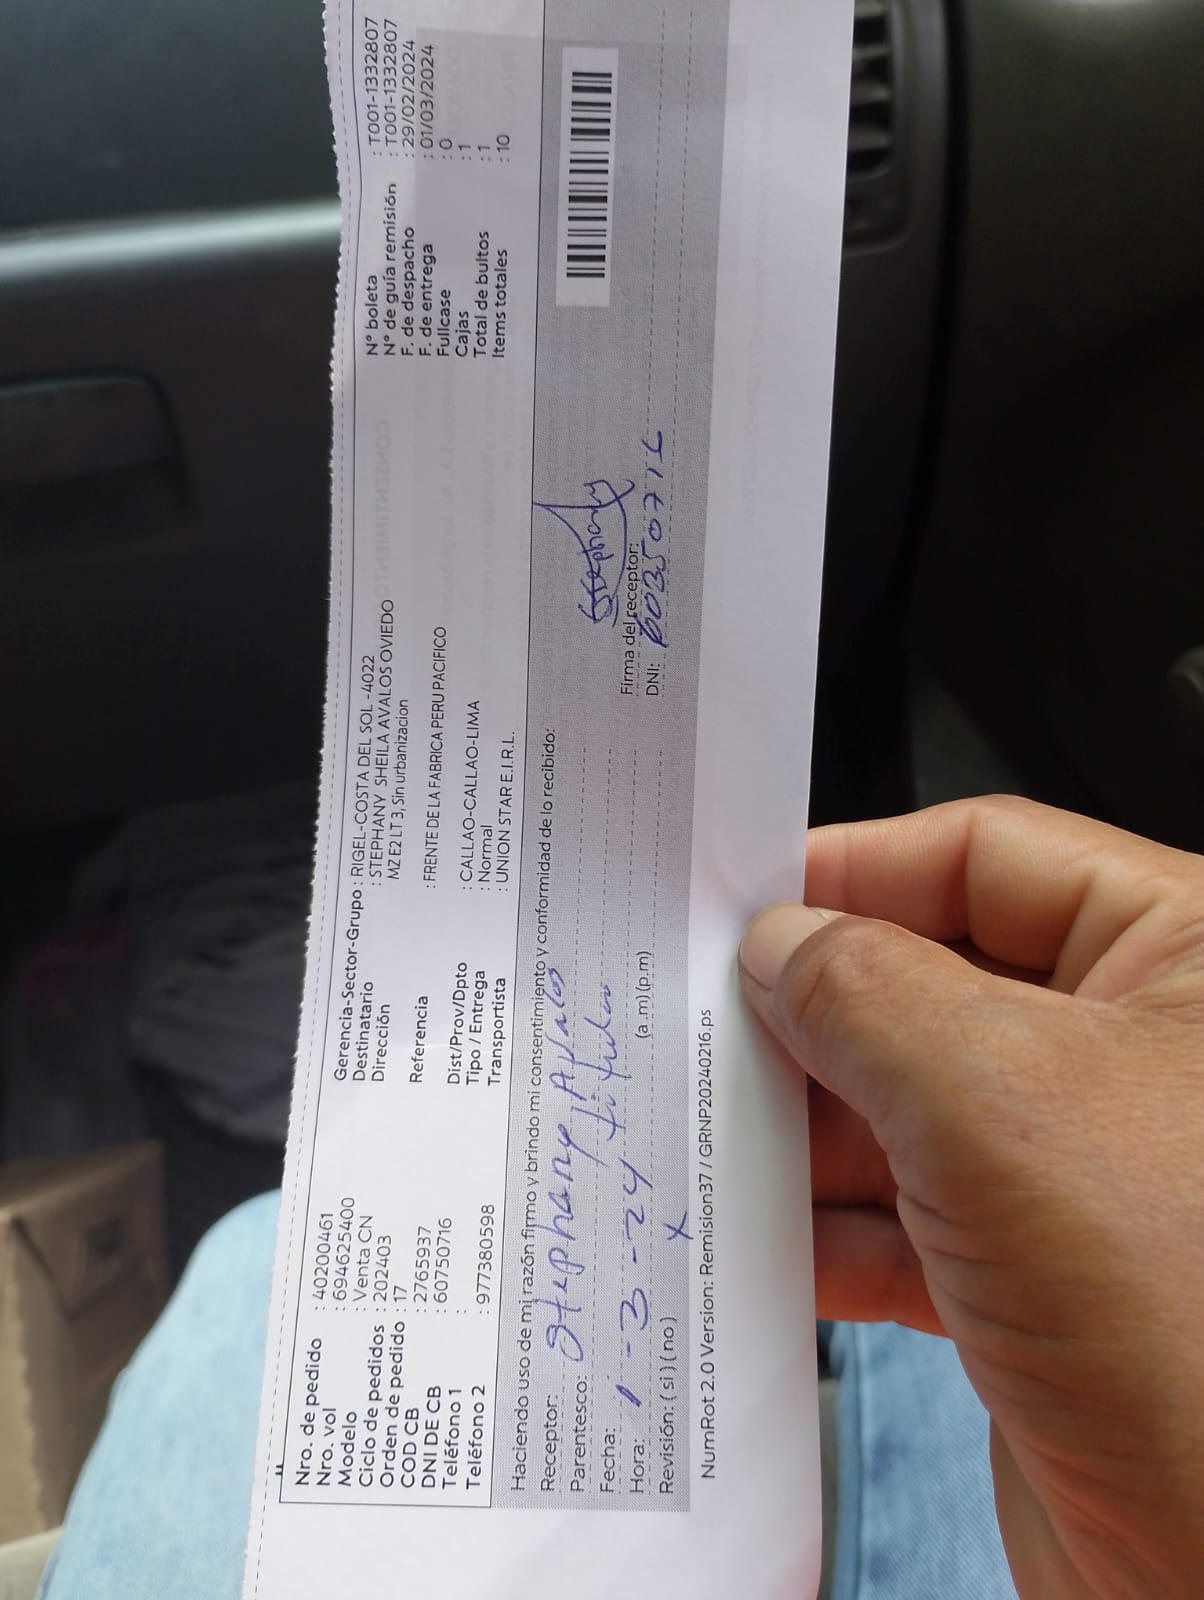 Nro. de pedido : 40200461
Nro. vol : 694625400
Modelo : Venta CN
Ciclo de pedidos : 202403
Orden de pedido : 17
COD CB : 2765937
DNI DE CB : 60750716
Teléfono 1 :
Teléfono 2 : 977380598
Gerencia-Sector-Grupo : RIGEL-COSTA DEL SOL -4022
Destinatario : STEPHANY SHEILA AVALOS OVIEDO
Dirección MZ E2 LT 3, Sin urbanizacion
Referencia : FRENTE DE LA FABRICA PERU PACIFICO
Dist/Prov/Dpto : CALLAO-CALLAO-LIMA
Tipo / Entrega : Normal
Transportista : UNION STAR E.I.R.L.
N° boleta : T001-1332807
N° de guía remisión : T001-1332807
F. de despacho : 29/02/2024
F. de entrega : 01/03/2024
Fullcase : 0
Cajas : 1
Total de bultos : 1
Items totales : 10
Haciendo uso de mi razón firmo y brindo mi consentimiento y conformidad de lo recibido:
Receptor: Stephany Avalos
Parentesco: titular
Fecha: 1-3-24
Hora: (a .m) (p.m)
Revisión: ( si ) ( no ) X
Stephany
Firma del receptor:
DNI:
NumRot 2.0 Version: Remision37 / GRNP20240216.ps